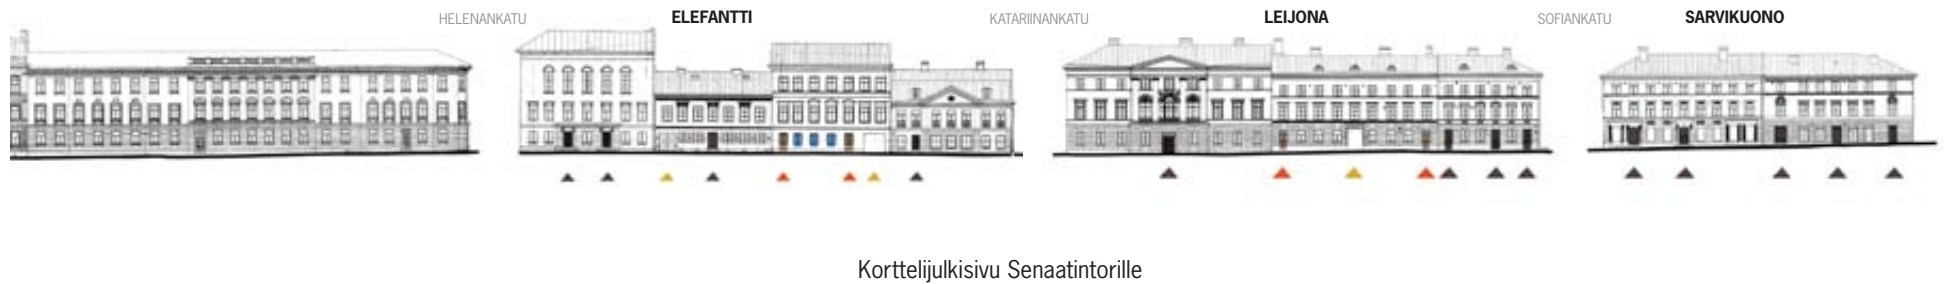 HELENANKATU ELEFANTTI KATARIINANKATU LEIJONA SOFIANKATU SARVIKUONO
Korttelijulkisivu Senaatintorille